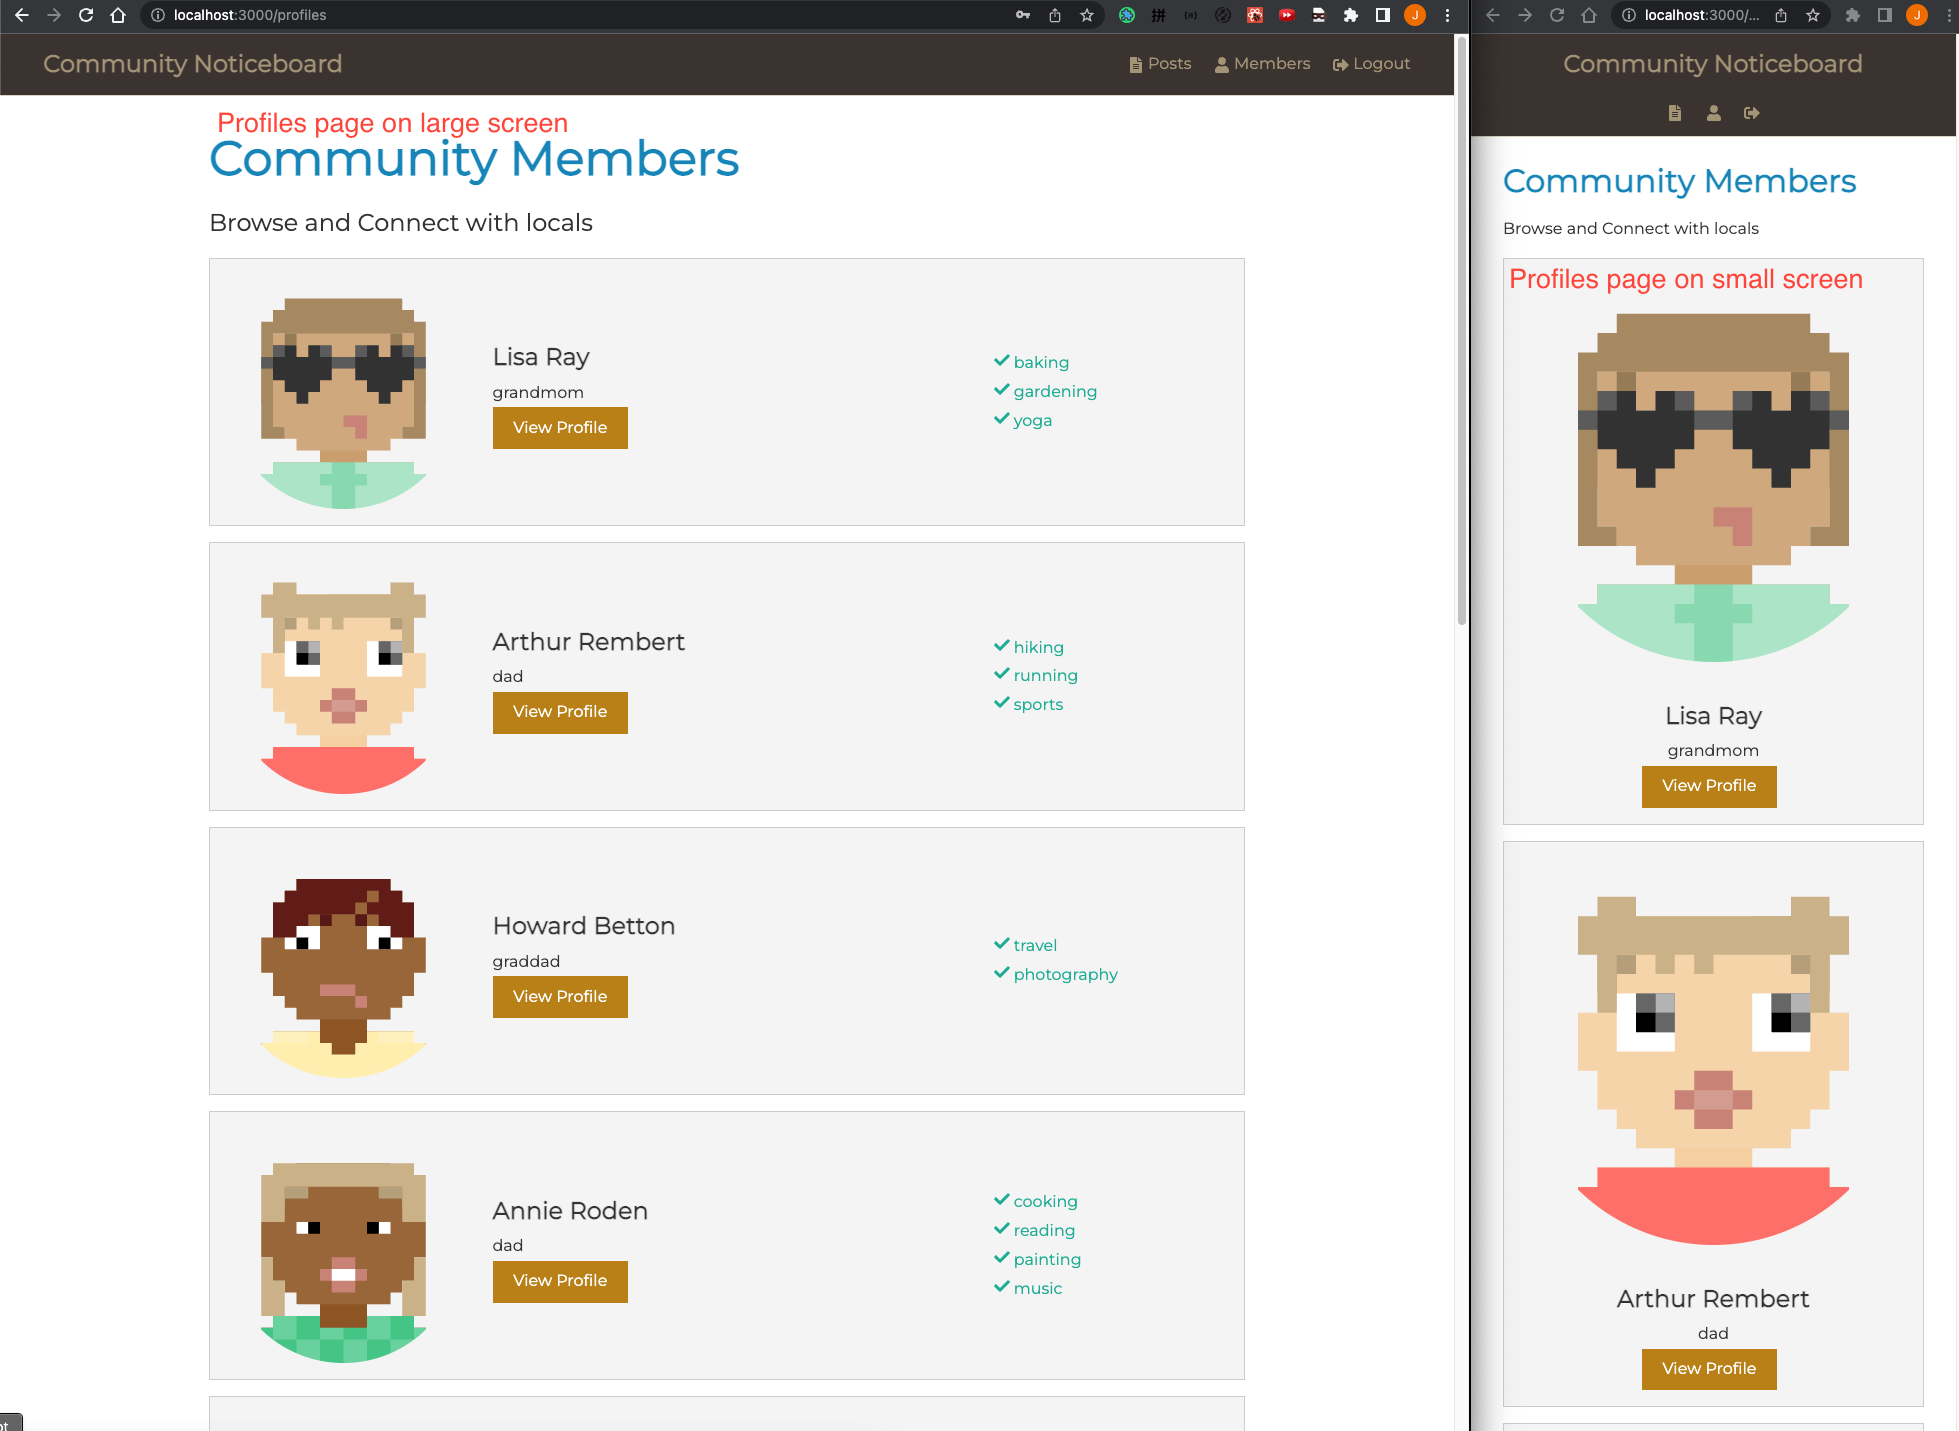 localhost:3000/profiles
Community Noticeboard
Posts
Members
Logout
Profiles page on large screen
Community Members
Browse and Connect with locals
Lisa Ray
grandmom
View Profile
baking
gardening
yoga
Arthur Rembert
dad
View Profile
hiking
running
sports
Howard Betton
graddad
View Profile
travel
photography
Annie Roden
dad
View Profile
cooking
reading
painting
music
J
localhost:3000/...
J
Community Noticeboard
Community Members
Browse and Connect with locals
Profiles page on small screen
Lisa Ray
grandmom
View Profile
Arthur Rembert
dad
View Profile